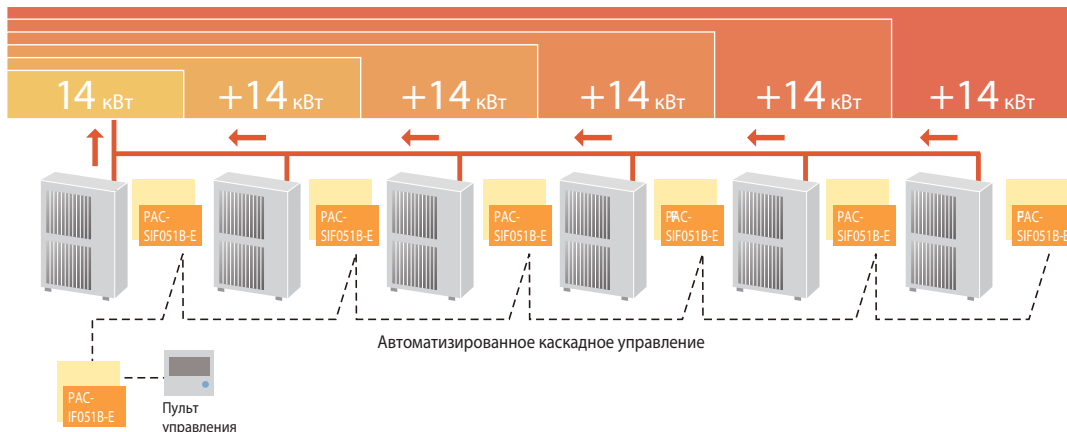 14 кВт
+14 кВт
+14 кВт
+14 кВт
+14 кВт
+14 кВт
PAC-
SIF051B-E
PAC-
SIF051B-E
PAC-
SIF051B-E
PAC-
SIF051B-E
PAC-
SIF051B-E
PAC-
SIF051B-E
Автоматизированное каскадное управление
PAC-
IF051B-E
Пульт
управления